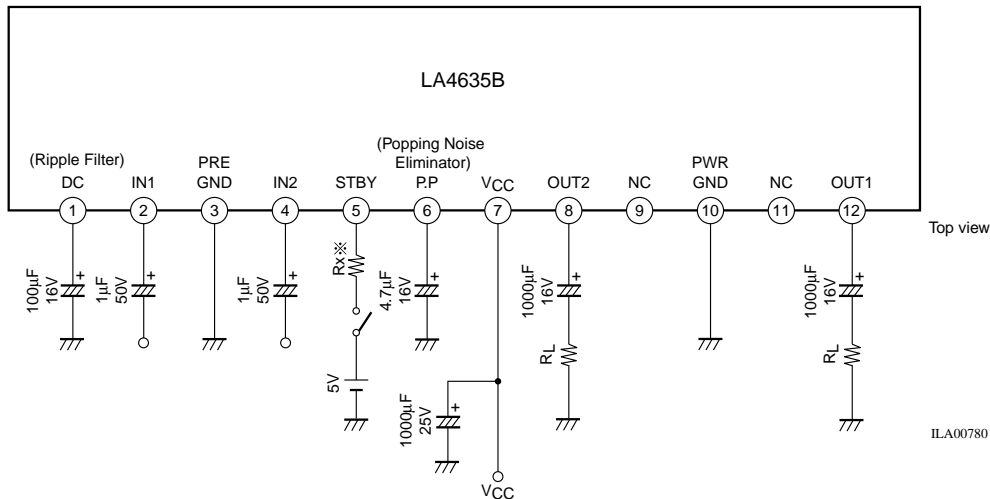 LA4635B
(Ripple Filter)
DC
IN1
PRE
GND
IN2
STBY
(Popping Noise
Eliminator)
P.P
VCC
OUT2
NC
PWR
GND
NC
OUT1
1
2
3
4
5
6
7
8
9
10
11
12
Top view
100μF
16V
+
1μF
50V
+
1μF
50V
+
Rx※
4.7μF
16V
+
1000μF
16V
+
1000μF
16V
+
5V
RL
RL
1000μF
25V
+
VCC
ILA00780